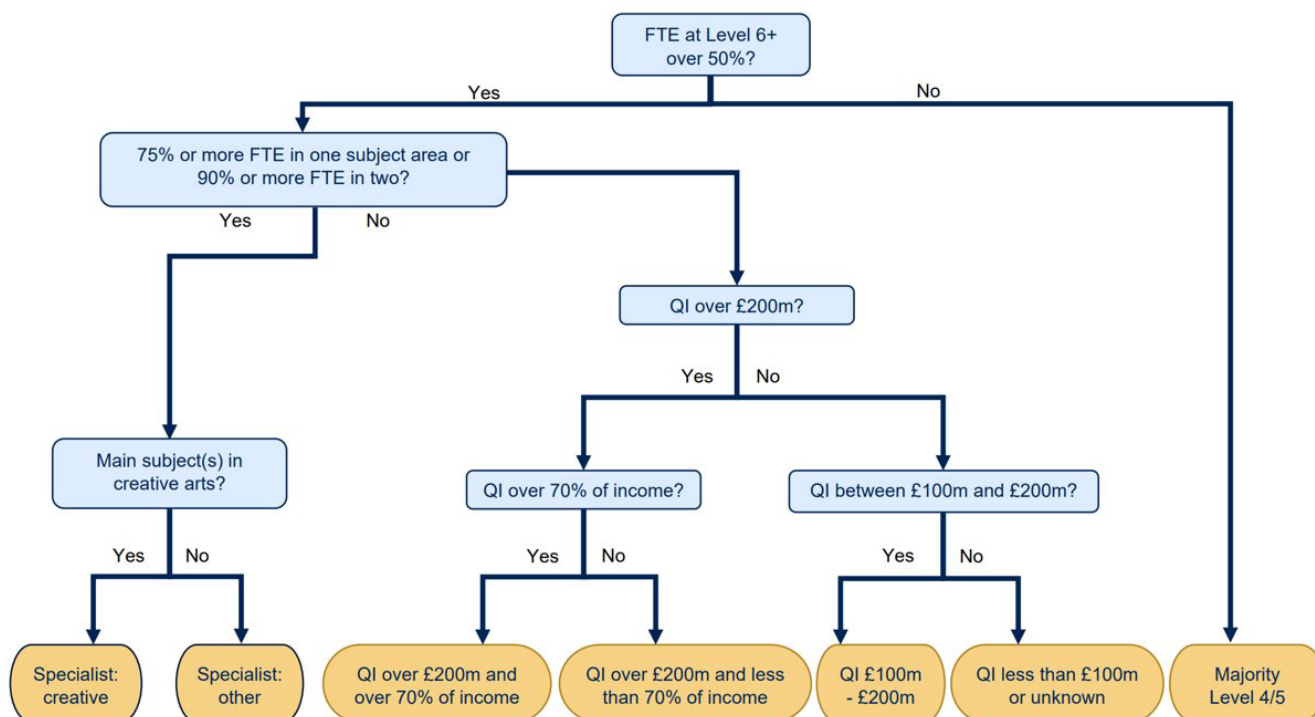 FTE at Level 6+
over 50%?
Yes
No
75% or more FTE in one subject area or
90% or more FTE in two?
Yes
No
QI over £200m?
Yes
No
Main subject(s) in
creative arts?
QI over 70% of income?
QI between £100m and £200m?
Yes
No
Yes
No
Yes
No
Specialist:
creative
Specialist:
other
QI over £200m and
over 70% of income
QI over £200m and less
than 70% of income
QI £100m
- £200m
QI less than £100m
or unknown
Majority
Level 4/5